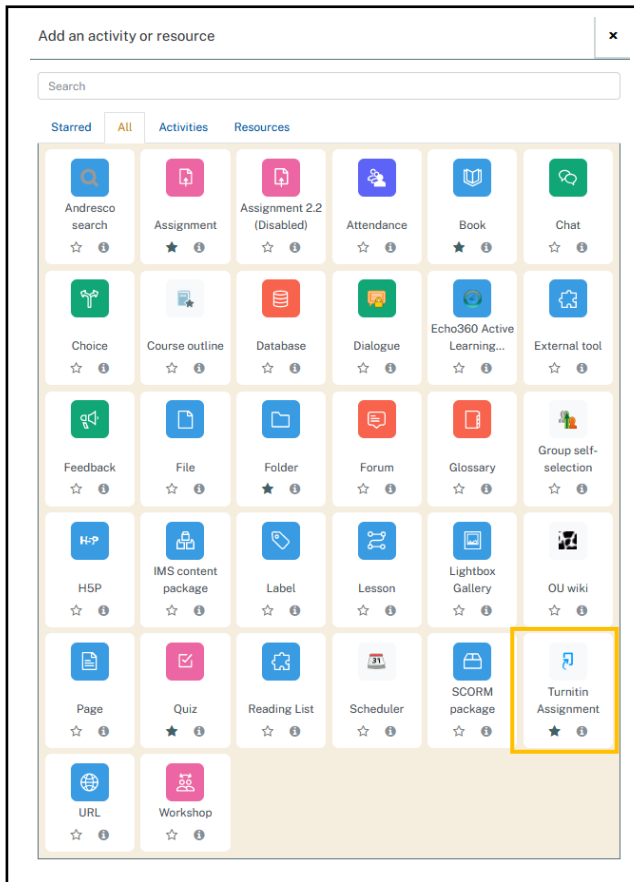 Add an activity or resource
×
Search
Starred All Activities Resources
Andresco
search
Assignment
Assignment 2.2
(Disabled)
Attendance
Book
Chat
Choice
Course outline
Database
Dialogue
Echo360 Active
Learning...
External tool
Feedback
File
Folder
Forum
Glossary
Group self-
selection
H5P
H5P
IMS content
package
Label
Lesson
Lightbox
Gallery
OU wiki
Page
Quiz
Reading List
31
Scheduler
SCORM
package
Turnitin
Assignment
URL
Workshop